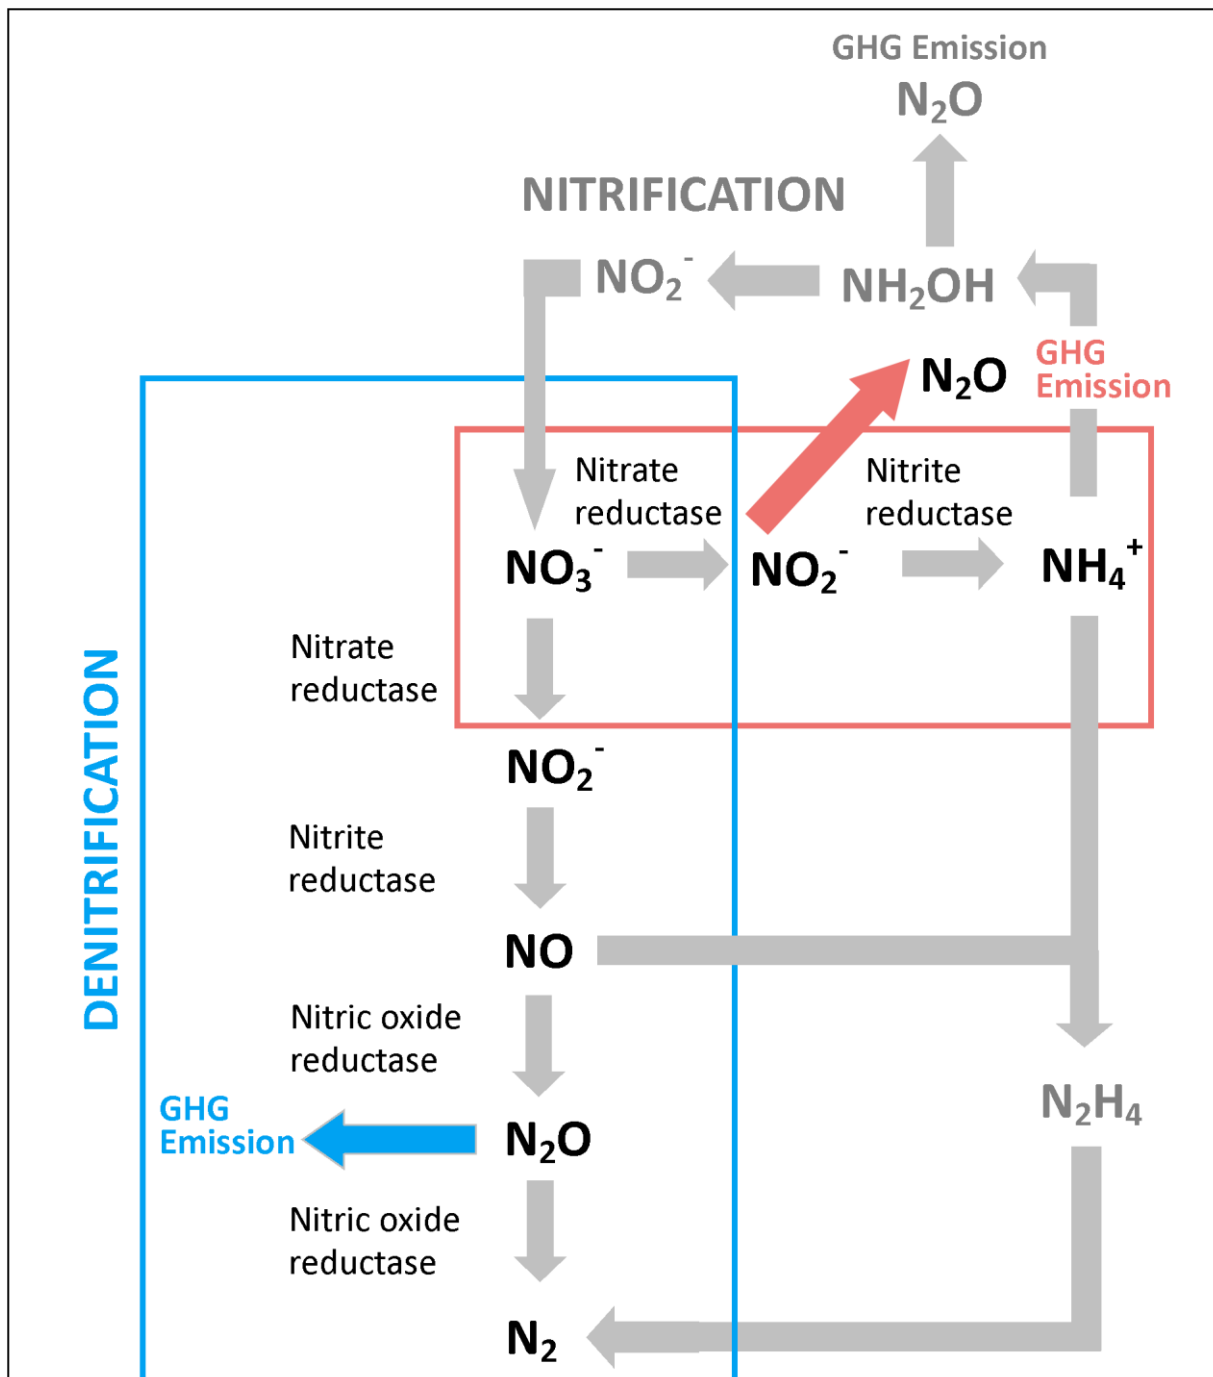 GHG Emission
N₂O
NITRIFICATION
NO₂⁻
NH₂OH
N₂O
GHG
Emission
Nitrate
reductase
Nitrite
reductase
NO₃⁻
NO₂⁻
NH₄⁺
Nitrate
reductase
NO₂⁻
DENITRIFICATION
Nitrite
reductase
NO
Nitric oxide
reductase
GHG
Emission
N₂O
N₂H₄
Nitric oxide
reductase
N₂